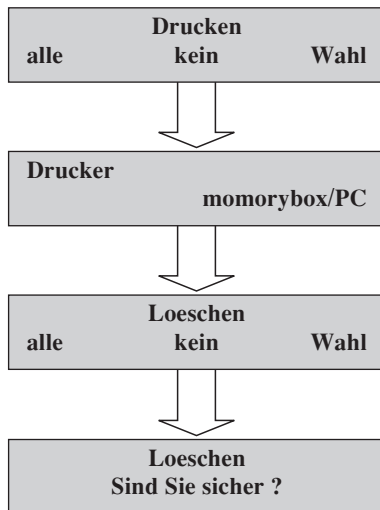 Drucken
alle kein Wahl
Drucker
momorybox/PC
Loeschen
alle kein Wahl
Loeschen
Sind Sie sicher ?